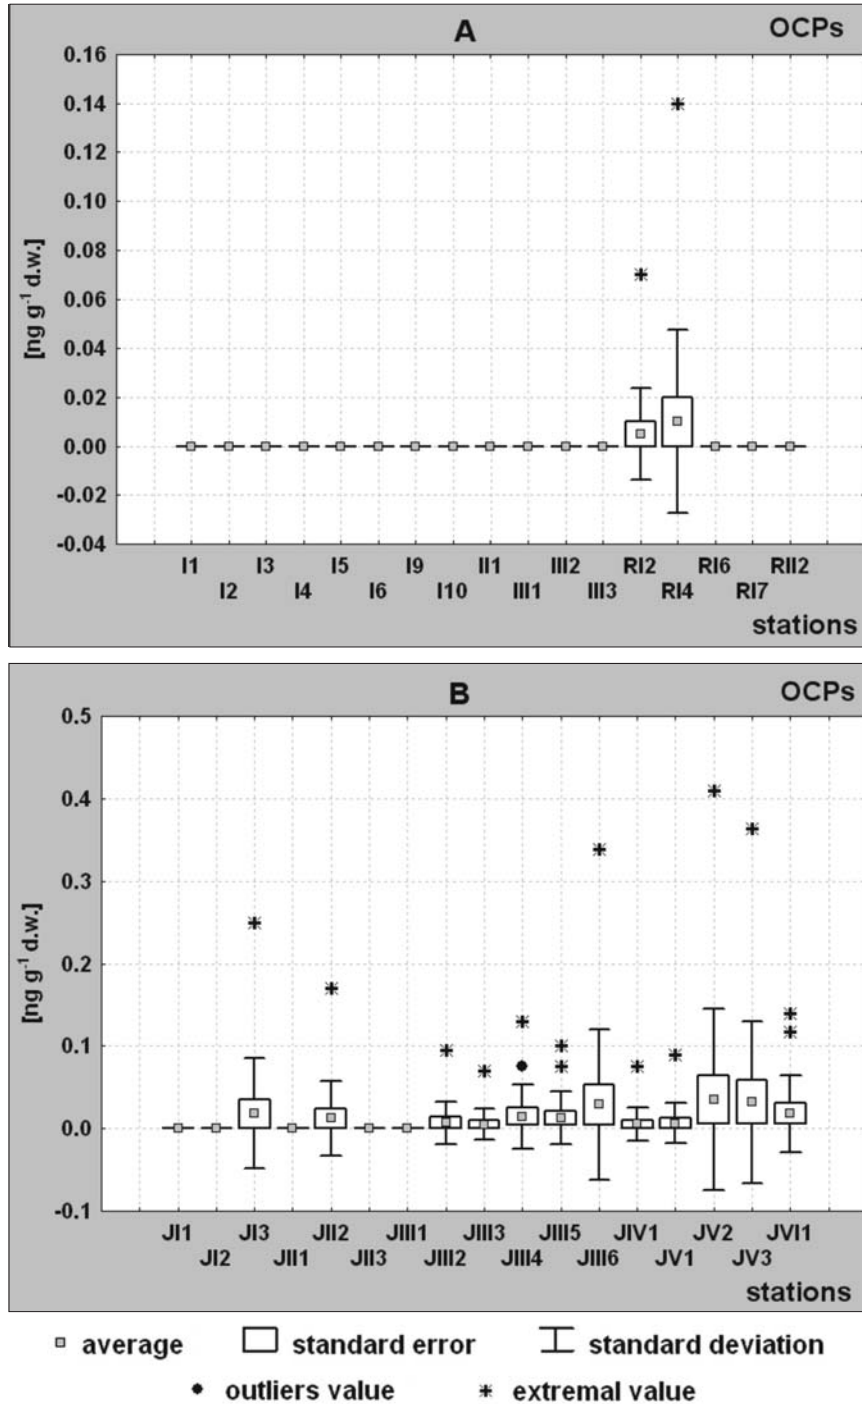 A OCPs
0.16
0.14
0.12
0.10
0.08
0.06
0.04
0.02
0.00
-0.02
-0.04
[ng g-1 d.w.]
I1 I3 I5 I9 II1 III2 RI2 RI6 RII2
I2 I4 I6 I10 III1 III3 RI4 RI7
stations
B OCPs
0.5
0.4
0.3
0.2
0.1
0.0
-0.1
[ng g-1 d.w.]
JI1 JI3 JII2 JIII1 JIII3 JIII5 JIV1 JV2 JVI1
JI2 JII1 JII3 JIII2 JIII4 JIII6 JV1 JV3
stations
average standard error standard deviation
outliers value extremal value